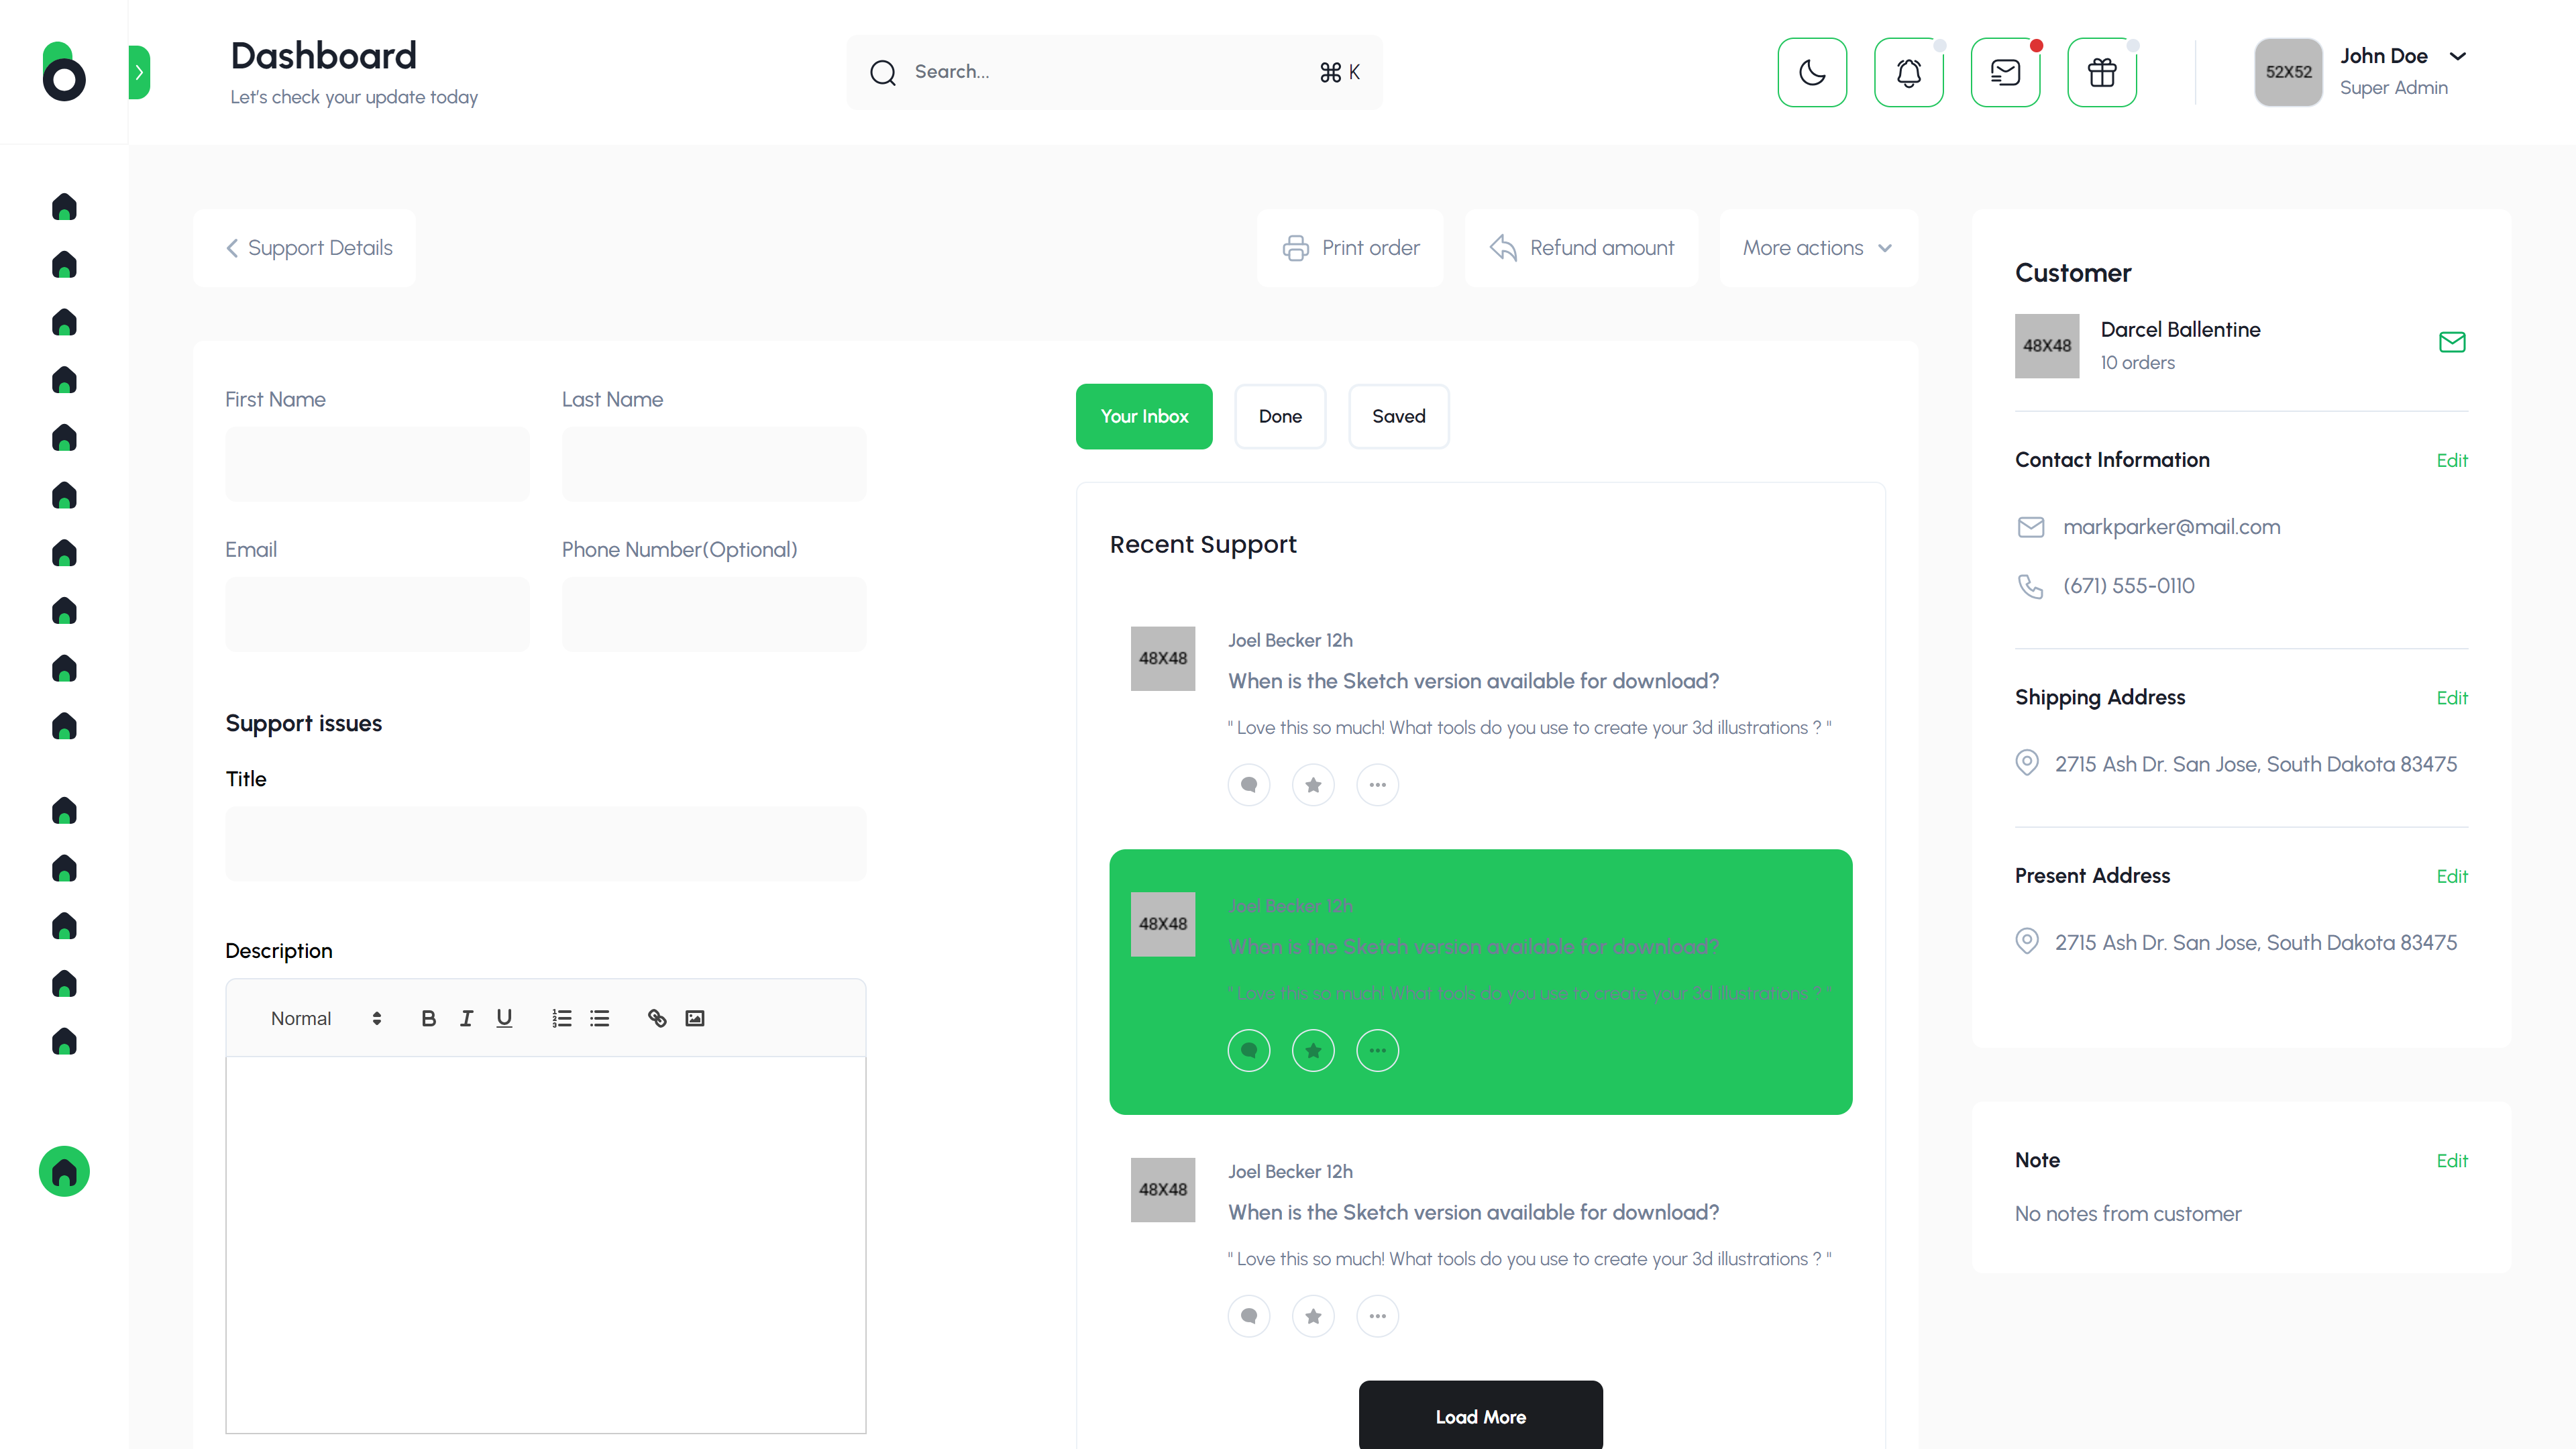 Dashboard
Let's check your update today
Search...
⌘ K
52X52
John Doe
Super Admin
Support Details
Print order
Refund amount
More actions
First Name
Last Name
Email
Phone Number(Optional)
Support issues
Title
Description
Normal
Your Inbox
Done
Saved
Recent Support
48X48
Joel Becker 12h
When is the Sketch version available for download?
" Love this so much! What tools do you use to create your 3d illustrations ? "
48X48
Joel Becker 12h
When is the Sketch version available for download?
" Love this so much! What tools do you use to create your 3d illustrations ? "
48X48
Joel Becker 12h
When is the Sketch version available for download?
" Love this so much! What tools do you use to create your 3d illustrations ? "
Load More
Customer
48X48
Darcel Ballentine
10 orders
Contact Information
Edit
markparker@mail.com
(671) 555-0110
Shipping Address
Edit
2715 Ash Dr. San Jose, South Dakota 83475
Present Address
Edit
2715 Ash Dr. San Jose, South Dakota 83475
Note
Edit
No notes from customer